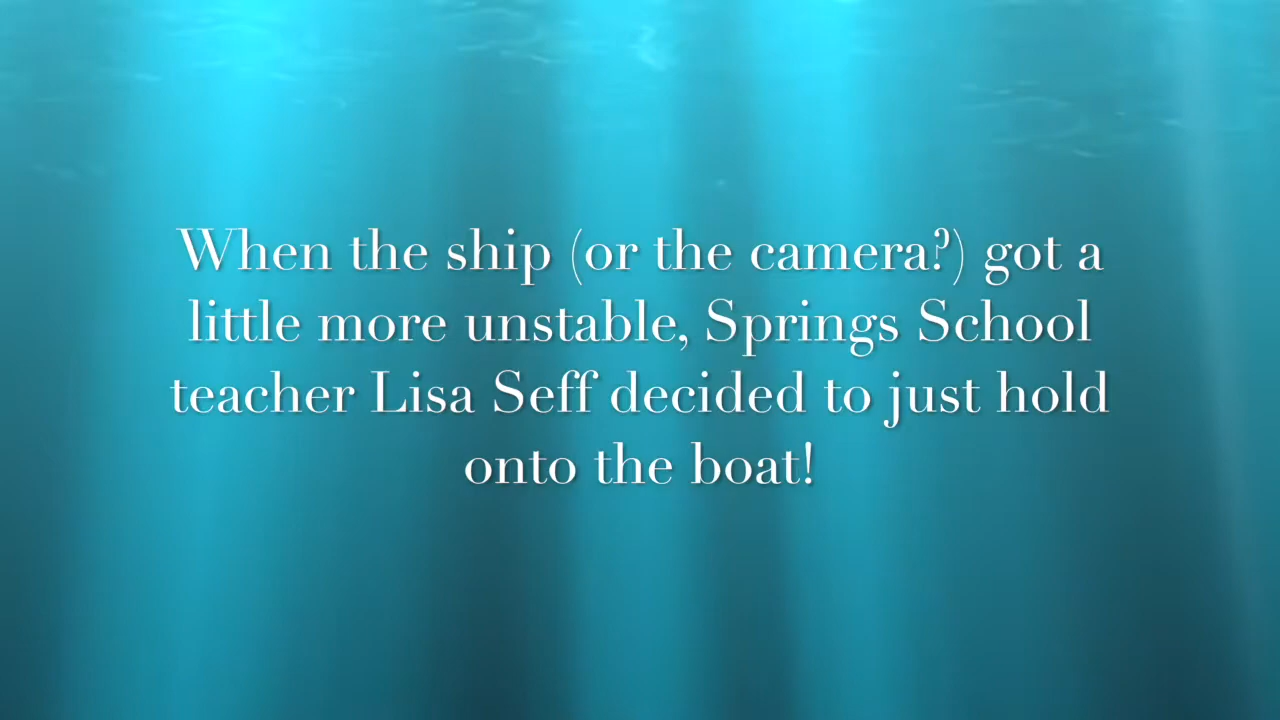 When the ship (or the camera?) got a
little more unstable, Springs School
teacher Lisa Seff decided to just hold
onto the boat!